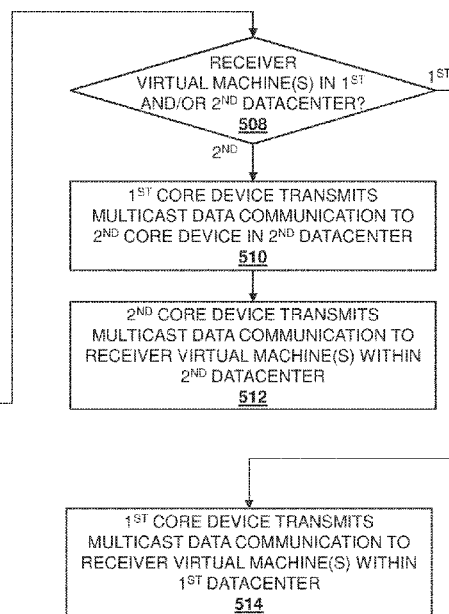 RECEIVER
VIRTUAL MACHINE(S) IN 1ST
AND/OR 2ND DATACENTER?
508
1ST
2ND
1ST CORE DEVICE TRANSMITS
MULTICAST DATA COMMUNICATION TO
2ND CORE DEVICE IN 2ND DATACENTER
510
2ND CORE DEVICE TRANSMITS
MULTICAST DATA COMMUNICATION TO
RECEIVER VIRTUAL MACHINE(S) WITHIN
2ND DATACENTER
512
1ST CORE DEVICE TRANSMITS
MULTICAST DATA COMMUNICATION TO
RECEIVER VIRTUAL MACHINE(S) WITHIN
1ST DATACENTER
514